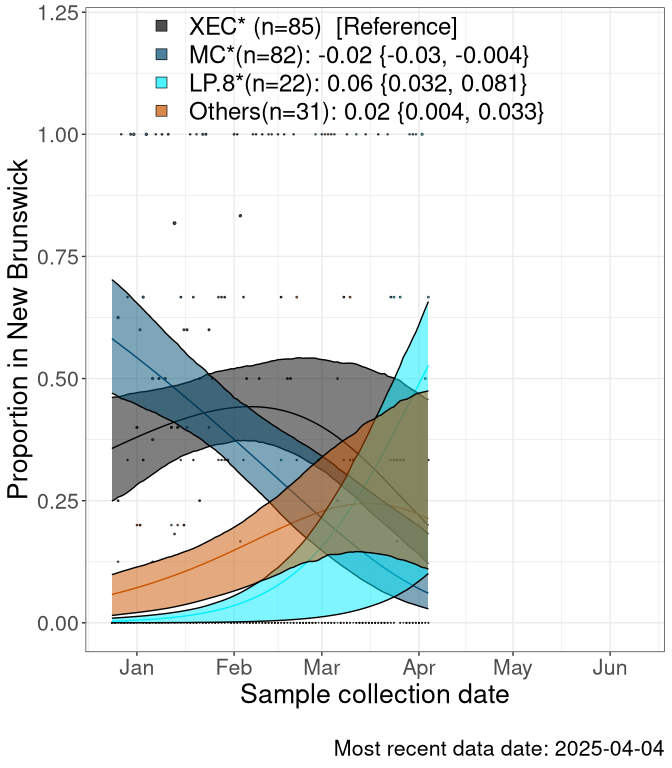 XEC* (n=85)  [Reference]
MC*(n=82): -0.02 {-0.03, -0.004}
LP.8*(n=22): 0.06 {0.032, 0.081}
Others(n=31): 0.02 {0.004, 0.033}
Proportion in New Brunswick
1.25
1.00
0.75
0.50
0.25
0.00
Jan Feb Mar Apr May Jun
Sample collection date
Most recent data date: 2025-04-04